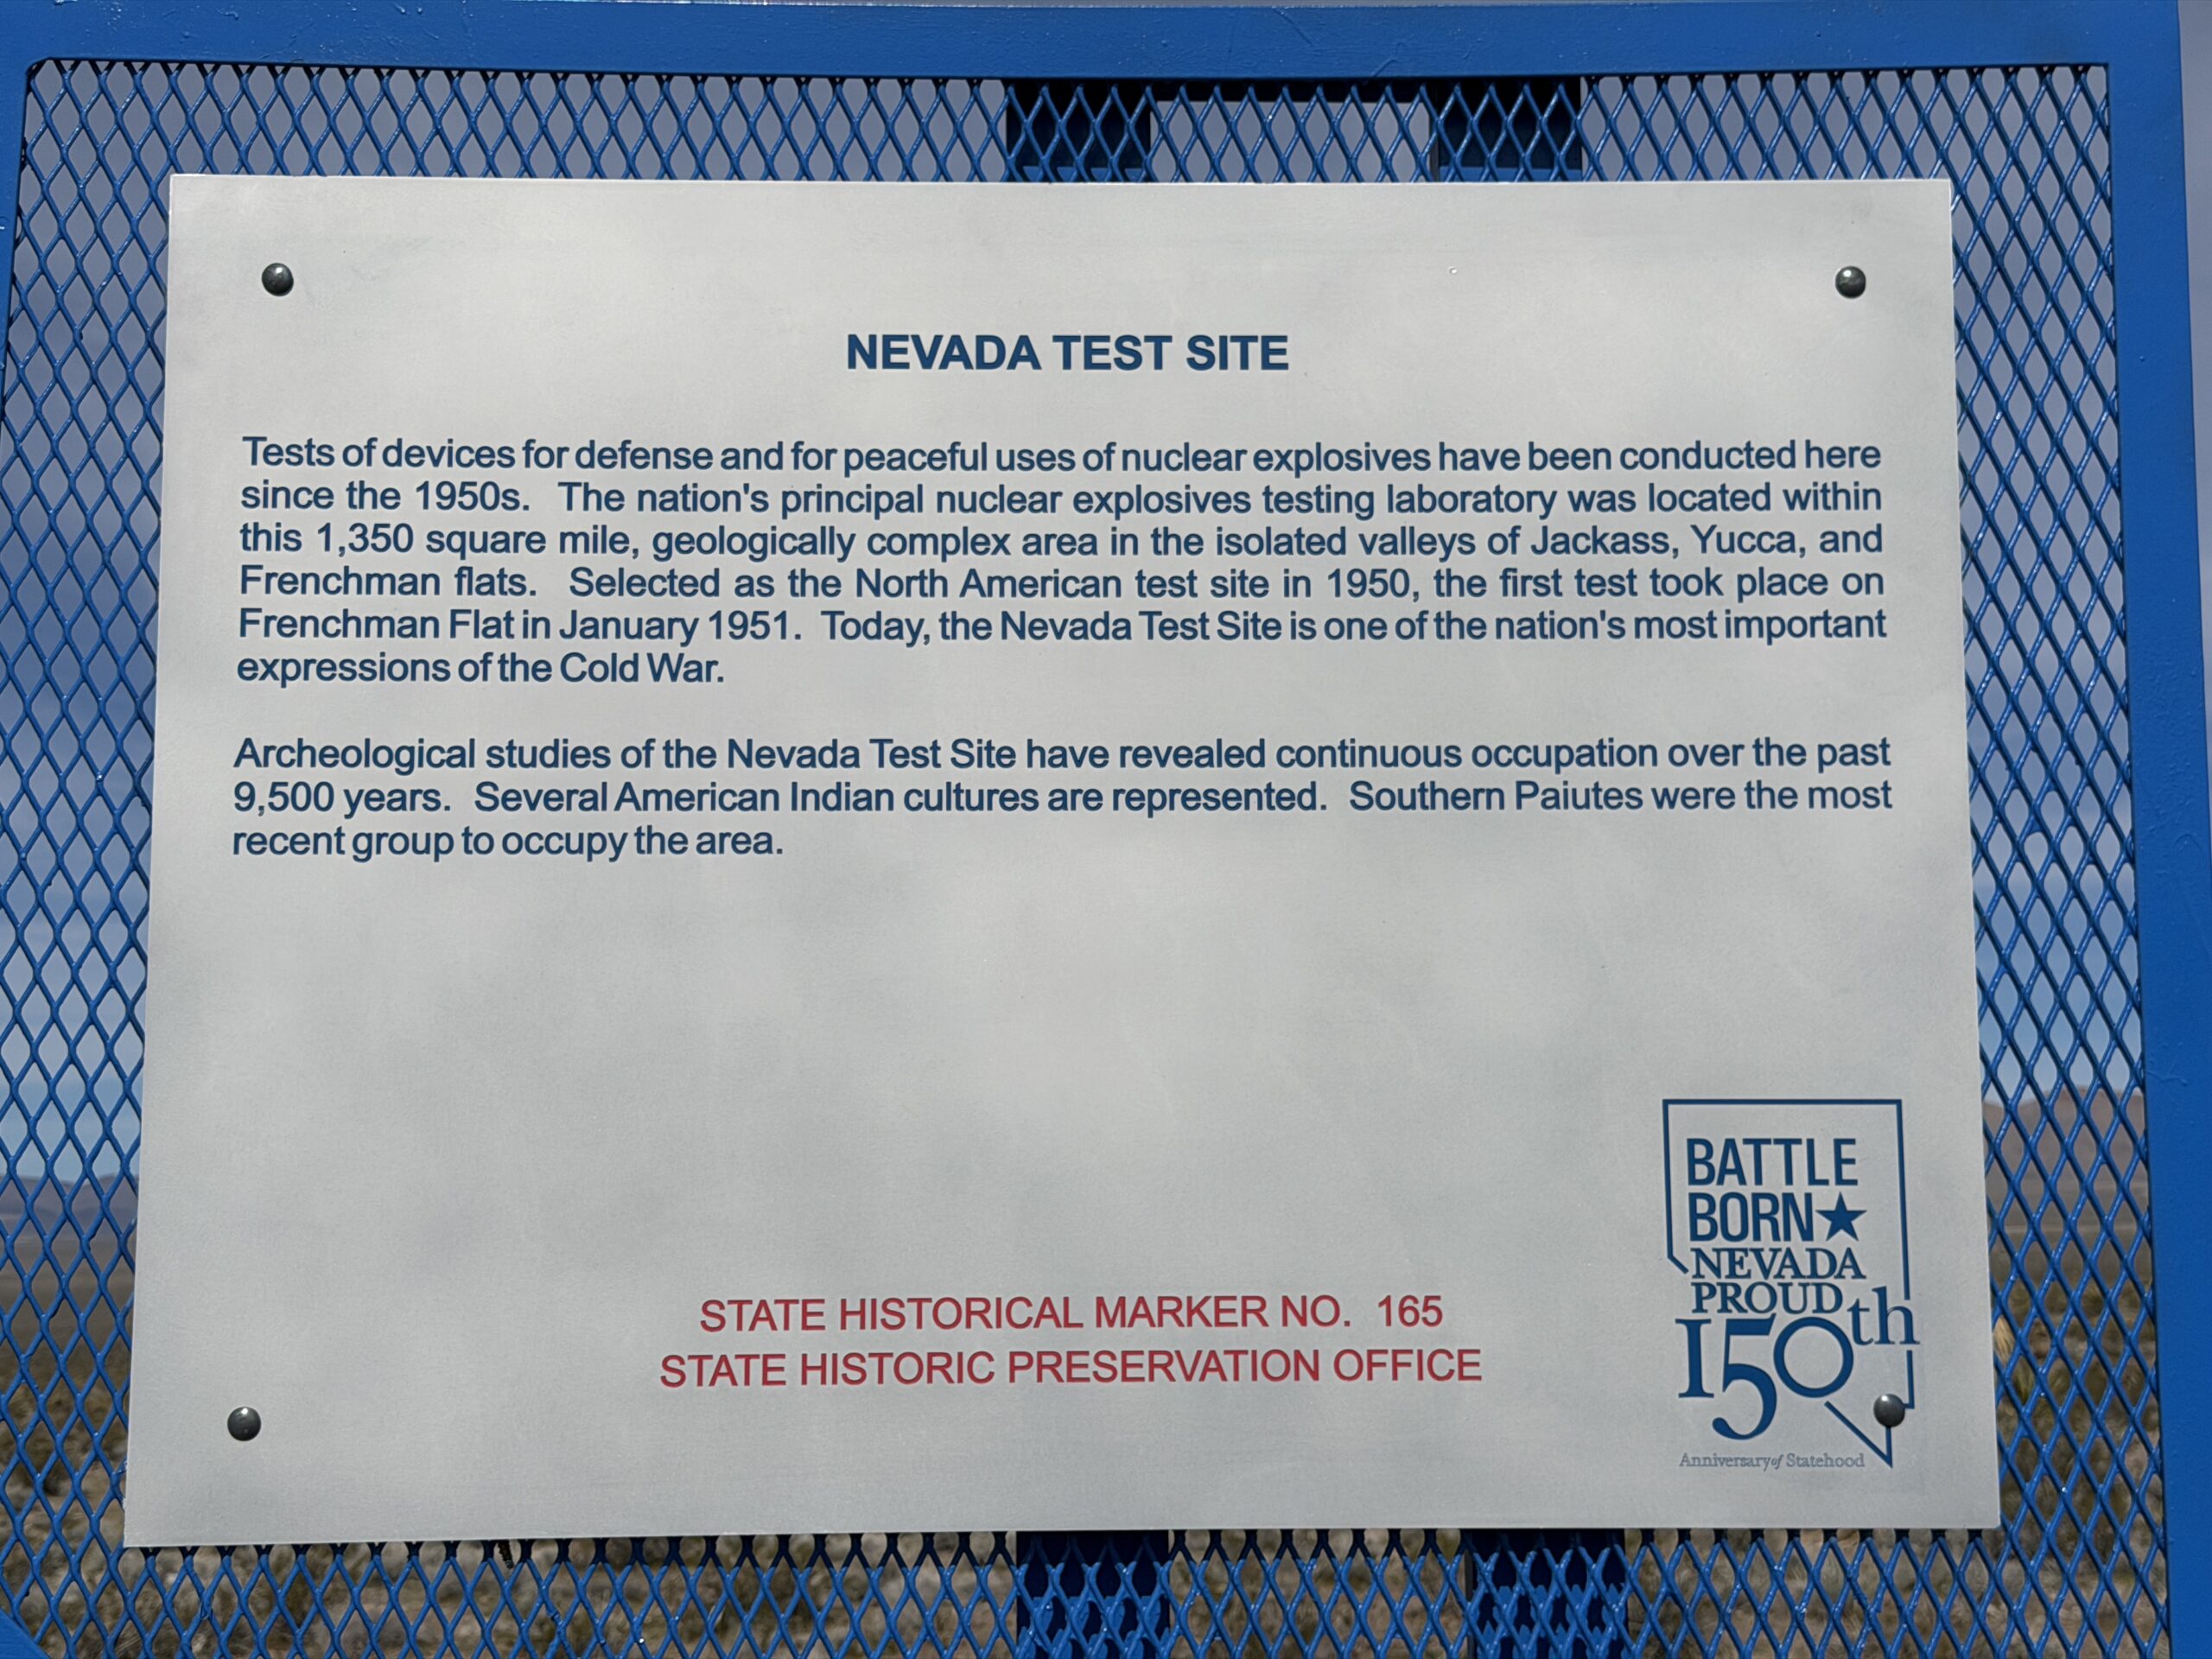 NEVADA TEST SITE
Tests of devices for defense and for peaceful uses of nuclear explosives have been conducted here
since the 1950s.  The nation's principal nuclear explosives testing laboratory was located within
this 1,350 square mile, geologically complex area in the isolated valleys of Jackass, Yucca, and
Frenchman flats.  Selected as the North American test site in 1950, the first test took place on
Frenchman Flat in January 1951.  Today, the Nevada Test Site is one of the nation's most important
expressions of the Cold War.
Archeological studies of the Nevada Test Site have revealed continuous occupation over the past
9,500 years.  Several American Indian cultures are represented.  Southern Paiutes were the most
recent group to occupy the area.
STATE HISTORICAL MARKER NO.  165
STATE HISTORIC PRESERVATION OFFICE
BATTLE
BORN★
NEVADA
PROUD
150th
Anniversary of Statehood